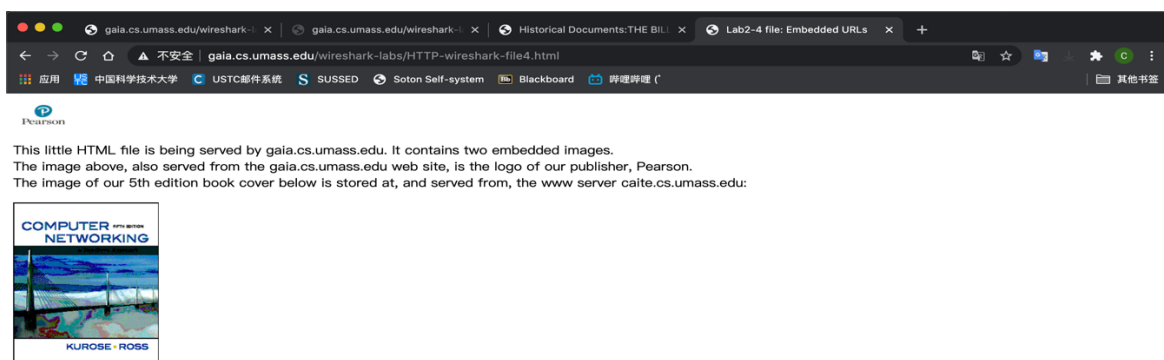 gaia.cs.umass.edu/wireshark-l
gaia.cs.umass.edu/wireshark-l
Historical Documents:THE BILL
Lab2-4 file: Embedded URLs
不安全 | gaia.cs.umass.edu/wireshark-labs/HTTP-wireshark-file4.html
应用 中国科学技术大学 USTC邮件系统 SUSSED Soton Self-system Blackboard 哔哩哔哩 (゜ 其他书签
Pearson
This little HTML file is being served by gaia.cs.umass.edu. It contains two embedded images.
The image above, also served from the gaia.cs.umass.edu web site, is the logo of our publisher, Pearson.
The image of our 5th edition book cover below is stored at, and served from, the www server caite.cs.umass.edu:
COMPUTER FIFTH EDITION
NETWORKING
KUROSE • ROSS